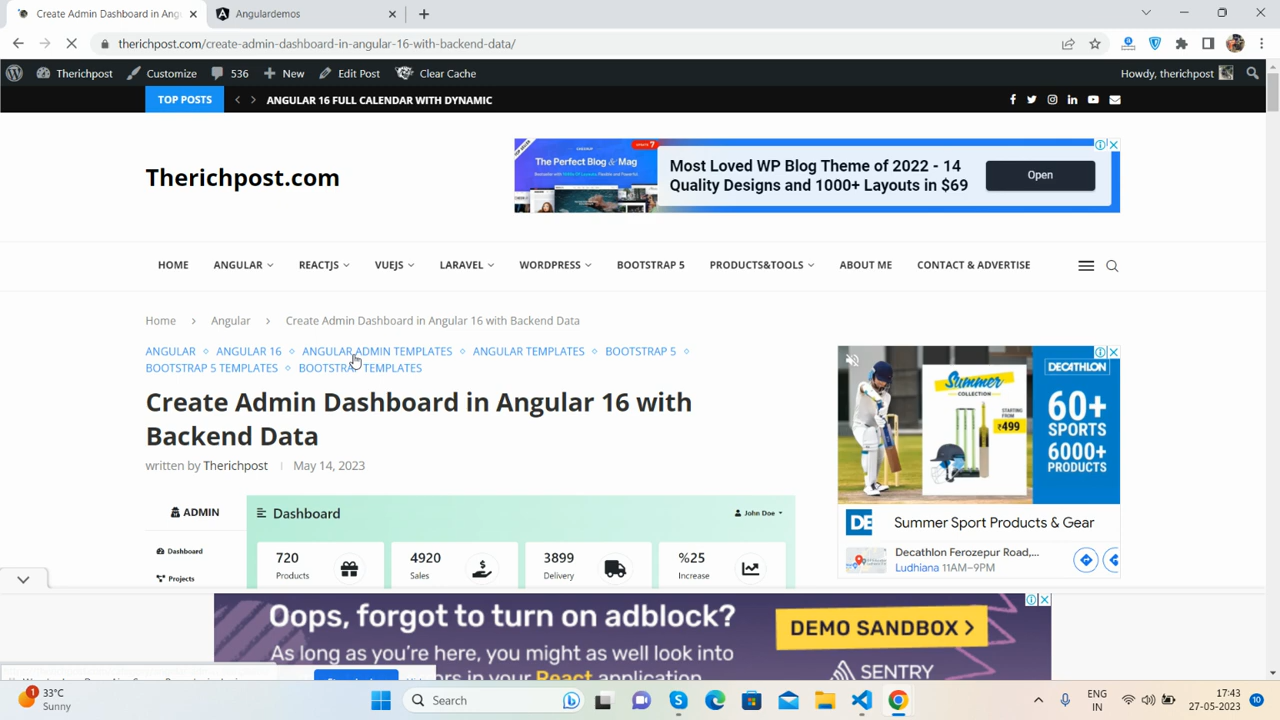 Create Admin Dashboard in Ang
Angulardemos
therichpost.com/create-admin-dashboard-in-angular-16-with-backend-data/
Therichpost
Customize
536
New
Edit Post
Clear Cache
Howdy, therichpost
TOP POSTS
ANGULAR 16 FULL CALENDAR WITH DYNAMIC
Therichpost.com
The Perfect Blog & Mag
Most Loved WP Blog Theme of 2022 - 14
Quality Designs and 1000+ Layouts in $69
Open
HOME
ANGULAR
REACTJS
VUEJS
LARAVEL
WORDPRESS
BOOTSTRAP 5
PRODUCTS&TOOLS
ABOUT ME
CONTACT & ADVERTISE
Home > Angular > Create Admin Dashboard in Angular 16 with Backend Data
ANGULAR ANGULAR 16 ANGULAR ADMIN TEMPLATES ANGULAR TEMPLATES BOOTSTRAP 5
BOOTSTRAP 5 TEMPLATES BOOTSTRAP TEMPLATES
Create Admin Dashboard in Angular 16 with
Backend Data
written by Therichpost May 14, 2023
ADMIN
Dashboard
Projects
Dashboard
John Doe
720
Products
4920
Sales
3899
Delivery
%25
Increase
DECATHLON
Summer
COLLECTION
STARTING FROM
₹499
60+
SPORTS
6000+
PRODUCTS
DE
Summer Sport Products & Gear
Decathlon Ferozepur Road,...
Ludhiana 11AM–9PM
Oops, forgot to turn on adblock?
As long as you're here, you might as well look into
rs in your React application
DEMO SANDBOX >
SENTRY
1
33°C
Sunny
Search
ENG
IN
17:43
27-05-2023
10